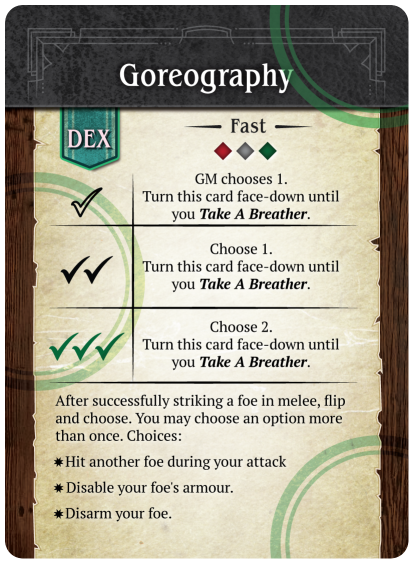 Goreography
DEX
Fast
GM chooses 1.
Turn this card face-down until
you Take A Breather.
Choose 1.
Turn this card face-down until
you Take A Breather.
Choose 2.
Turn this card face-down until
you Take A Breather.
After successfully striking a foe in melee, flip
and choose. You may choose an option more
than once. Choices:
✷Hit another foe during your attack
✷Disable your foe's armour.
✷Disarm your foe.